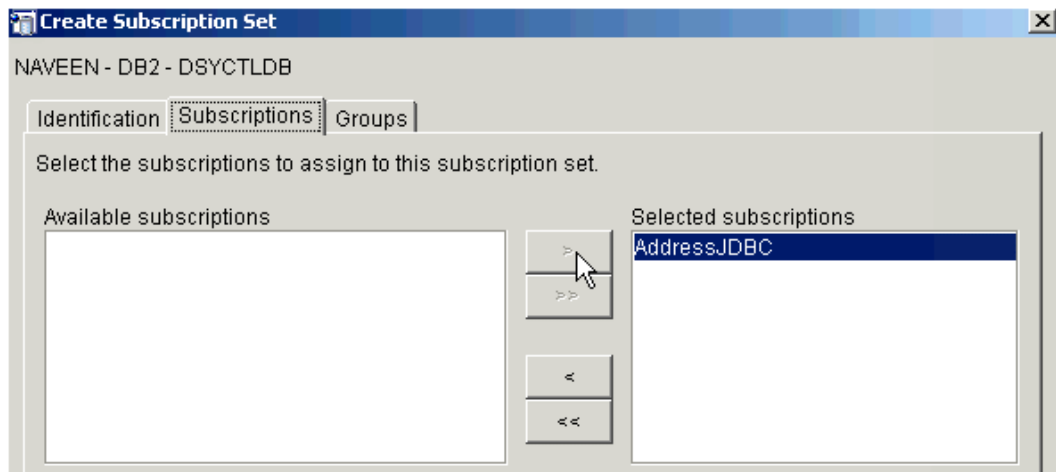 Create Subscription Set
NAVEEN - DB2 - DSYCTLDB
Identification Subscriptions Groups
Select the subscriptions to assign to this subscription set.
Available subscriptions Selected subscriptions
AddressJDBC
>
>>
<
<<